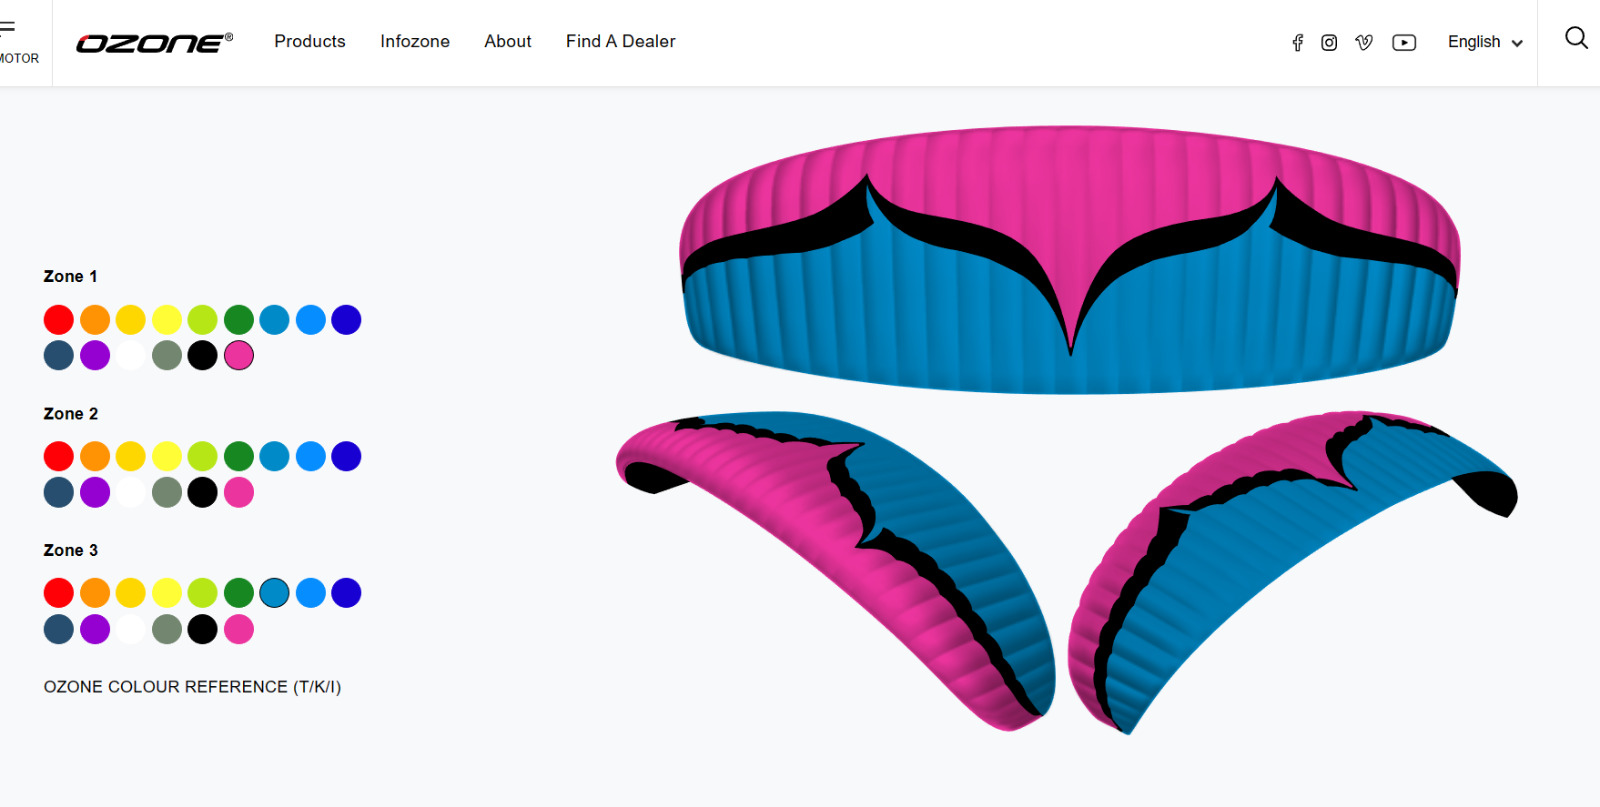 MOTOR
OZONE®
Products
Infozone
About
Find A Dealer
English
Zone 1
Zone 2
Zone 3
OZONE COLOUR REFERENCE (T/K/I)